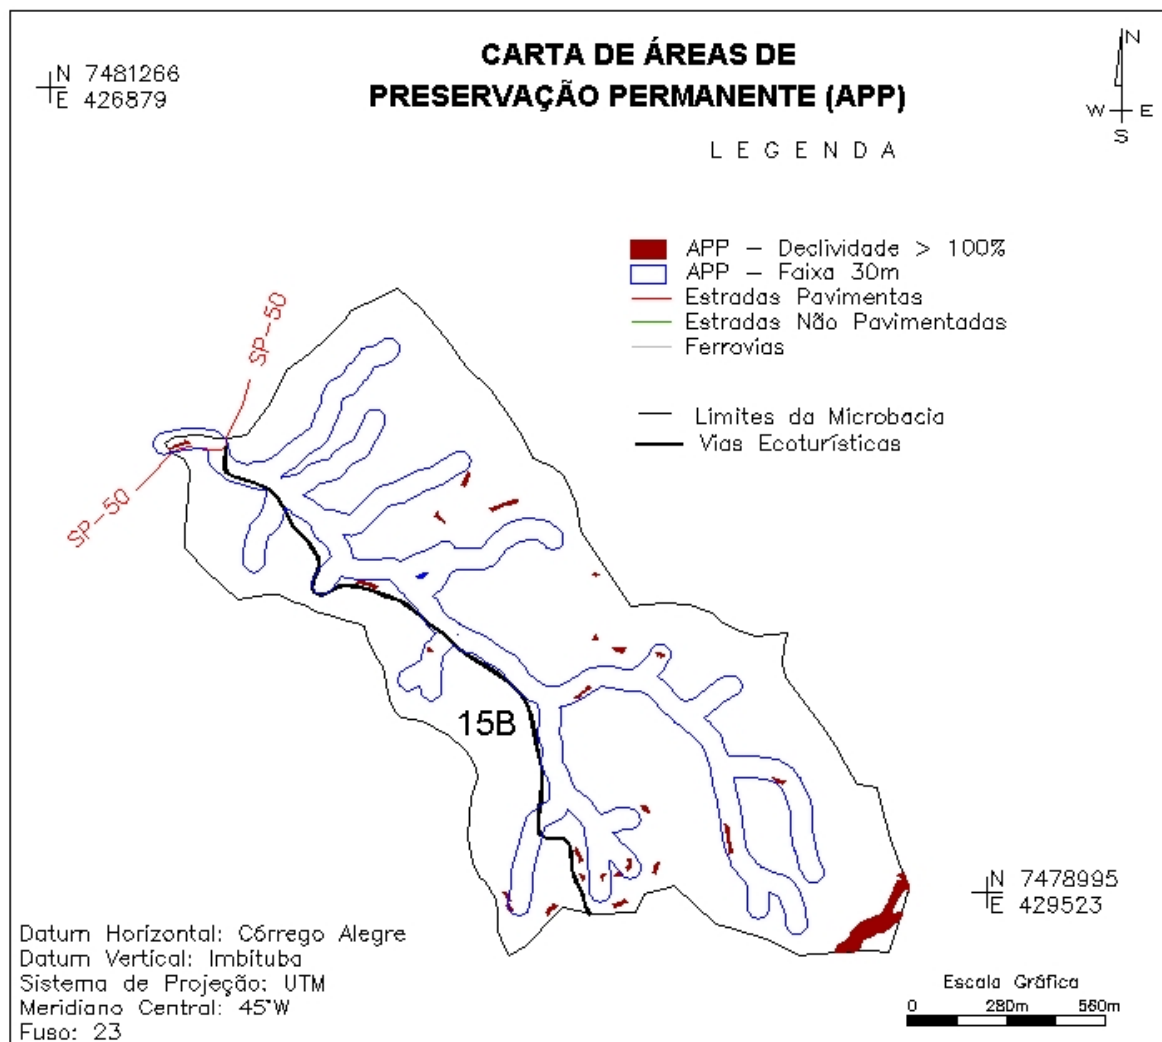 N 7481266
E 426879
CARTA DE ÁREAS DE
PRESERVAÇÃO PERMANENTE (APP)
N
W E
S
L E G E N D A
APP – Declividade > 100%
APP – Faixa 30m
Estradas Pavimentas
Estradas Não Pavimentadas
Ferrovias
Limites da Microbacia
Vias Ecoturísticas
SP-50
SP-50
15B
N 7478995
E 429523
Datum Horizontal: Córrego Alegre
Datum Vertical: Imbituba
Sistema de Projeção: UTM
Meridiano Central: 45°W
Fuso: 23
Escala Gráfica
0 280m 560m